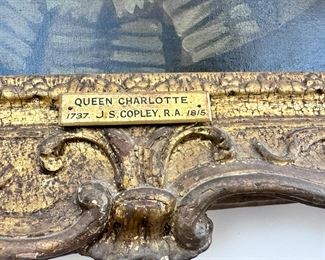 QUEEN CHARLOTTE.
1737. J.S.COPLEY, R.A. 1815.